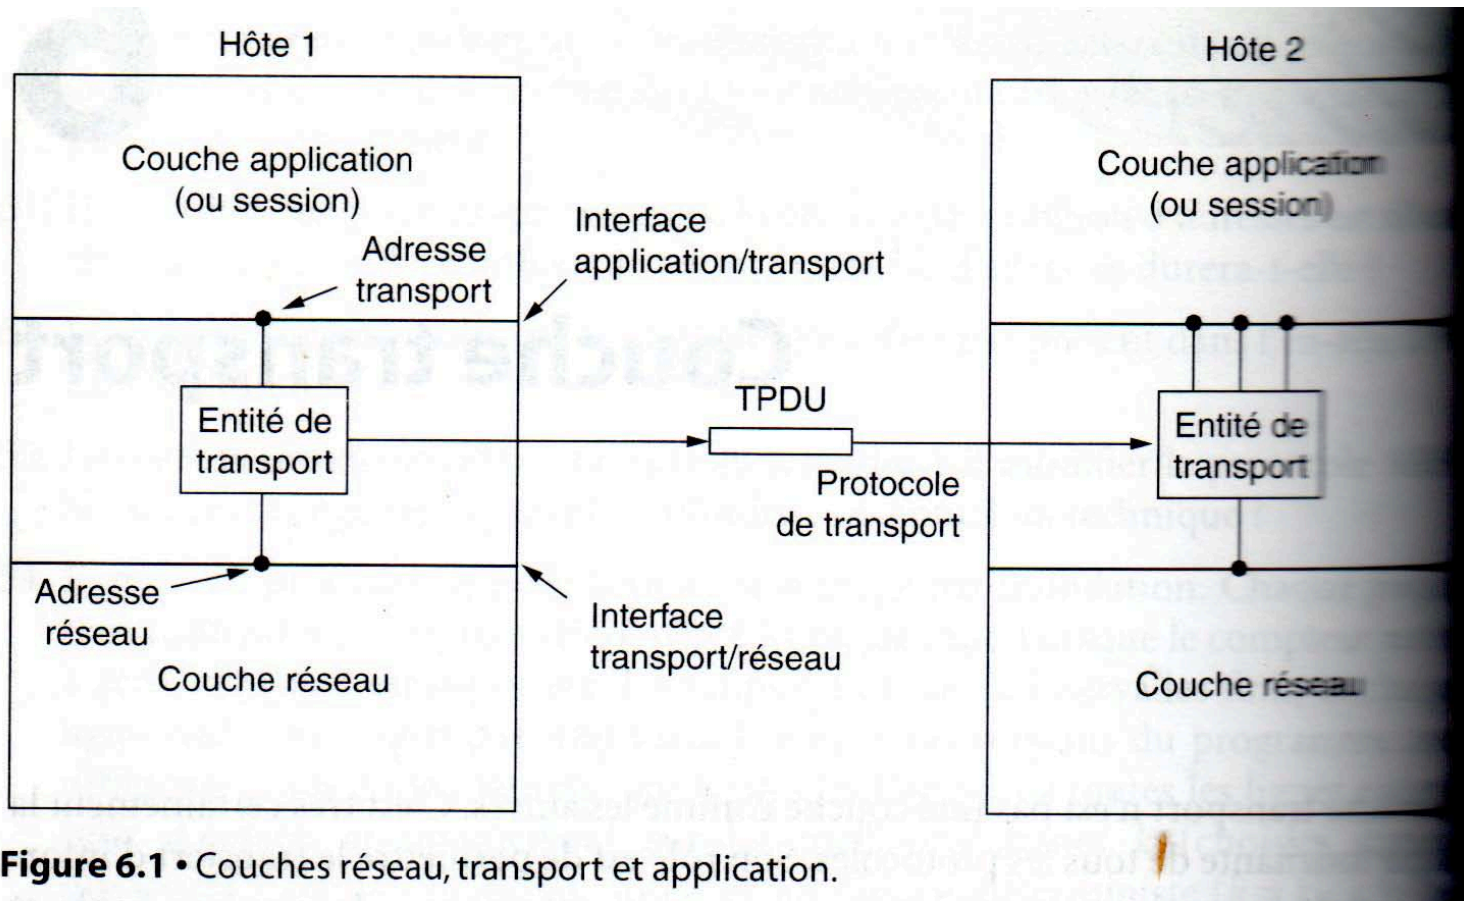 Hôte 1
Couche application
(ou session)
Adresse
transport
Interface
application/transport
Entité de
transport
TPDU
Protocole
de transport
Adresse
réseau
Interface
transport/réseau
Couche réseau
Hôte 2
Couche application
(ou session)
Entité de
transport
Couche réseau
Figure 6.1 • Couches réseau, transport et application.